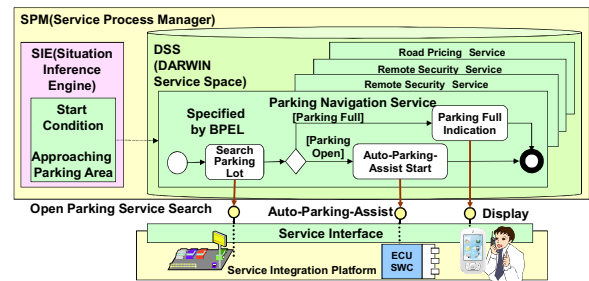 SPM(Service Process Manager)
SIE(Situation
Inference
Engine)
Start
Condition
Approaching
Parking Area
DSS
(DARWIN
Service Space)
Road Pricing Service
Remote Security Service
Remote Security Service
Parking Navigation Service
Specified
by BPEL
[Parking Full]
[Parking
Open]
Search
Parking
Lot
Auto-Parking-
Assist Start
Parking Full
Indication
Open Parking Service Search
Auto-Parking-Assist
Display
Service Interface
Service Integration Platform
ECU
SWC